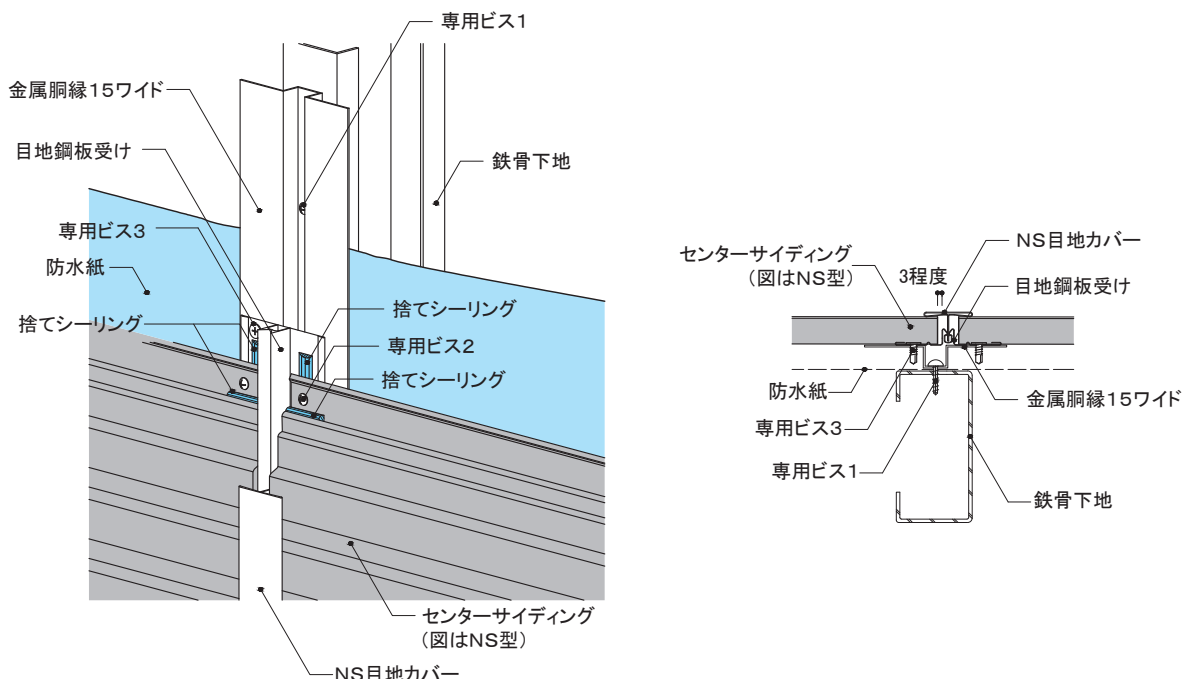 専用ビス1
金属胴縁15ワイド
目地鋼板受け
鉄骨下地
専用ビス3
防水紙
捨てシーリング
捨てシーリング
専用ビス2
捨てシーリング
センターサイディング
(図はNS型)
NS目地カバー
センターサイディング
(図はNS型)
3程度
NS目地カバー
目地鋼板受け
防水紙
金属胴縁15ワイド
専用ビス3
専用ビス1
鉄骨下地